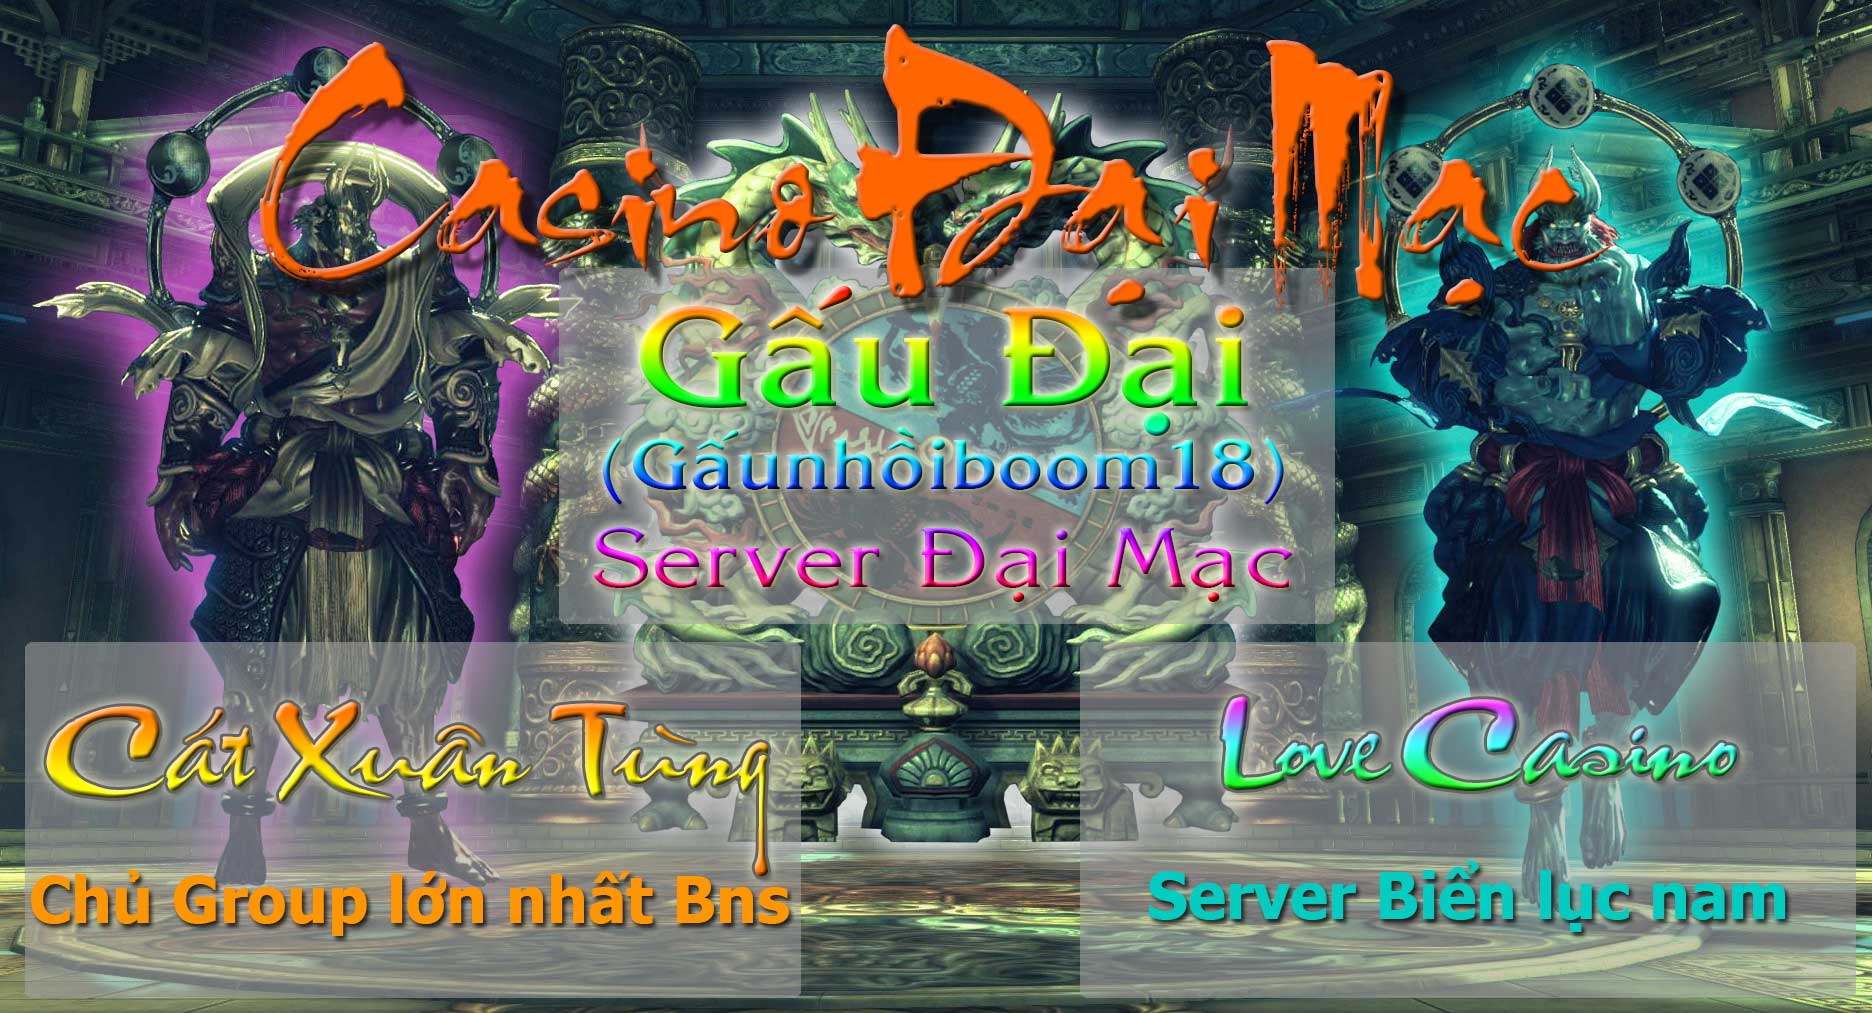 Casino Đại Mạc
Gấu Đại
(Gấunhồiboom18)
Server Đại Mạc
Cát Xuân Tùng
Chủ Group lớn nhất Bns
Love Casino
Server Biển lục nam